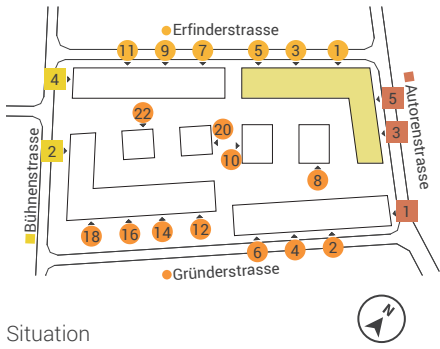 Erfinderstrasse
11 9 7 5 3 1
4
5
22
20
3
2
10
8
Autorenstrasse
Bühnenstrasse
1
18 16 14 12
6 4 2
Gründerstrasse
N
Situation